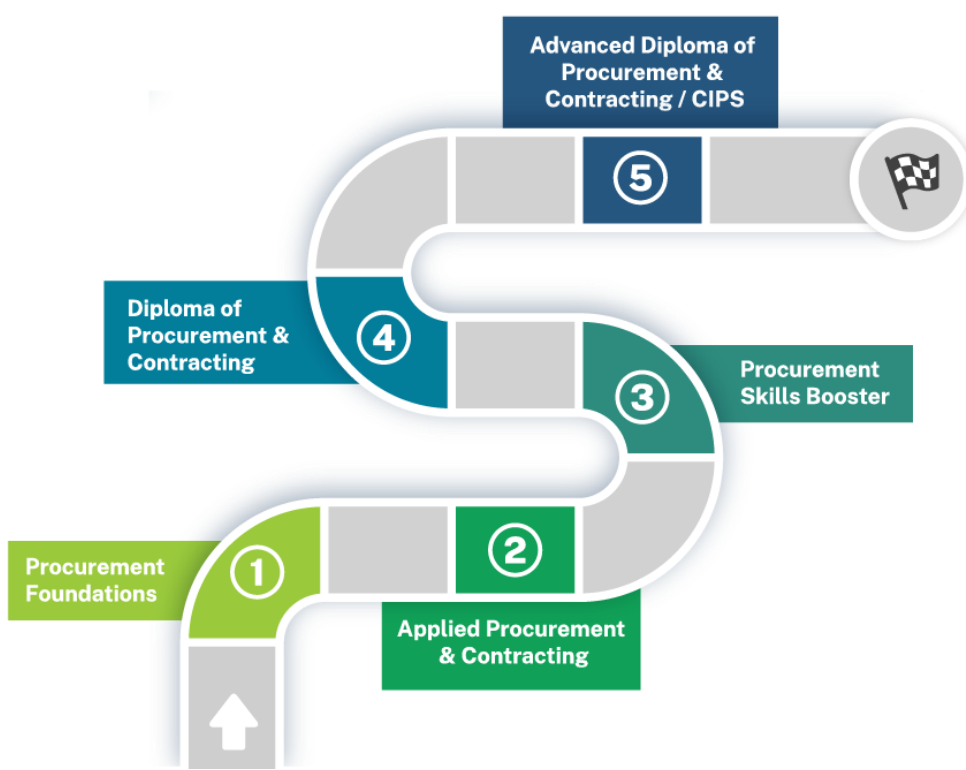 Advanced Diploma of
Procurement &
Contracting / CIPS
5
Diploma of
Procurement &
Contracting
4
3
Procurement
Skills Booster
Procurement
Foundations
1
2
Applied Procurement
& Contracting